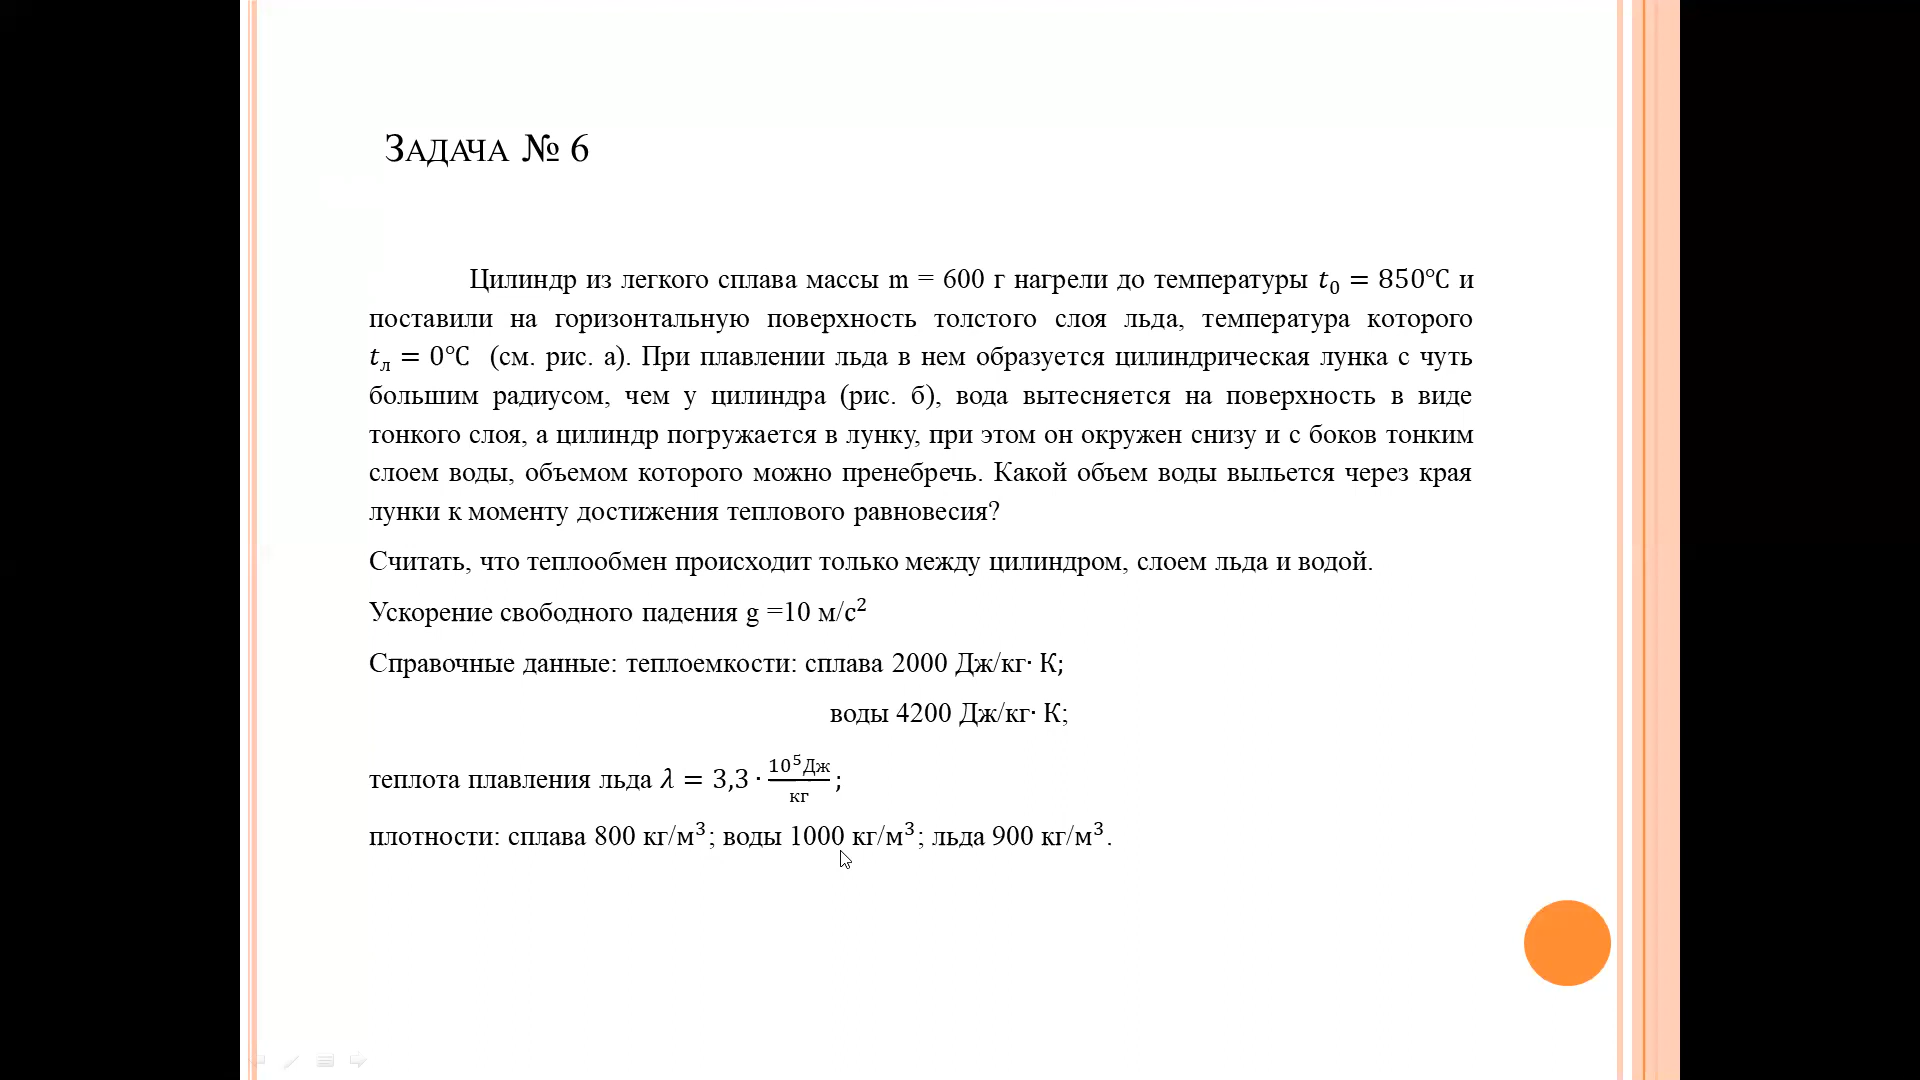 Задача № 6
Цилиндр из легкого сплава массы m = 600 г нагрели до температуры t₀ = 850℃ и
поставили на горизонтальную поверхность толстого слоя льда, температура которого
tл = 0℃ (см. рис. а). При плавлении льда в нем образуется цилиндрическая лунка с чуть
большим радиусом, чем у цилиндра (рис. б), вода вытесняется на поверхность в виде
тонкого слоя, а цилиндр погружается в лунку, при этом он окружен снизу и с боков тонким
слоем воды, объемом которого можно пренебречь. Какой объем воды выльется через края
лунки к моменту достижения теплового равновесия?
Считать, что теплообмен происходит только между цилиндром, слоем льда и водой.
Ускорение свободного падения g =10 м/с²
Справочные данные: теплоемкости: сплава 2000 Дж/кг· К;
воды 4200 Дж/кг· К;
теплота плавления льда λ = 3,3 · 10⁵Дж/кг ;
плотности: сплава 800 кг/м³; воды 1000 кг/м³; льда 900 кг/м³.